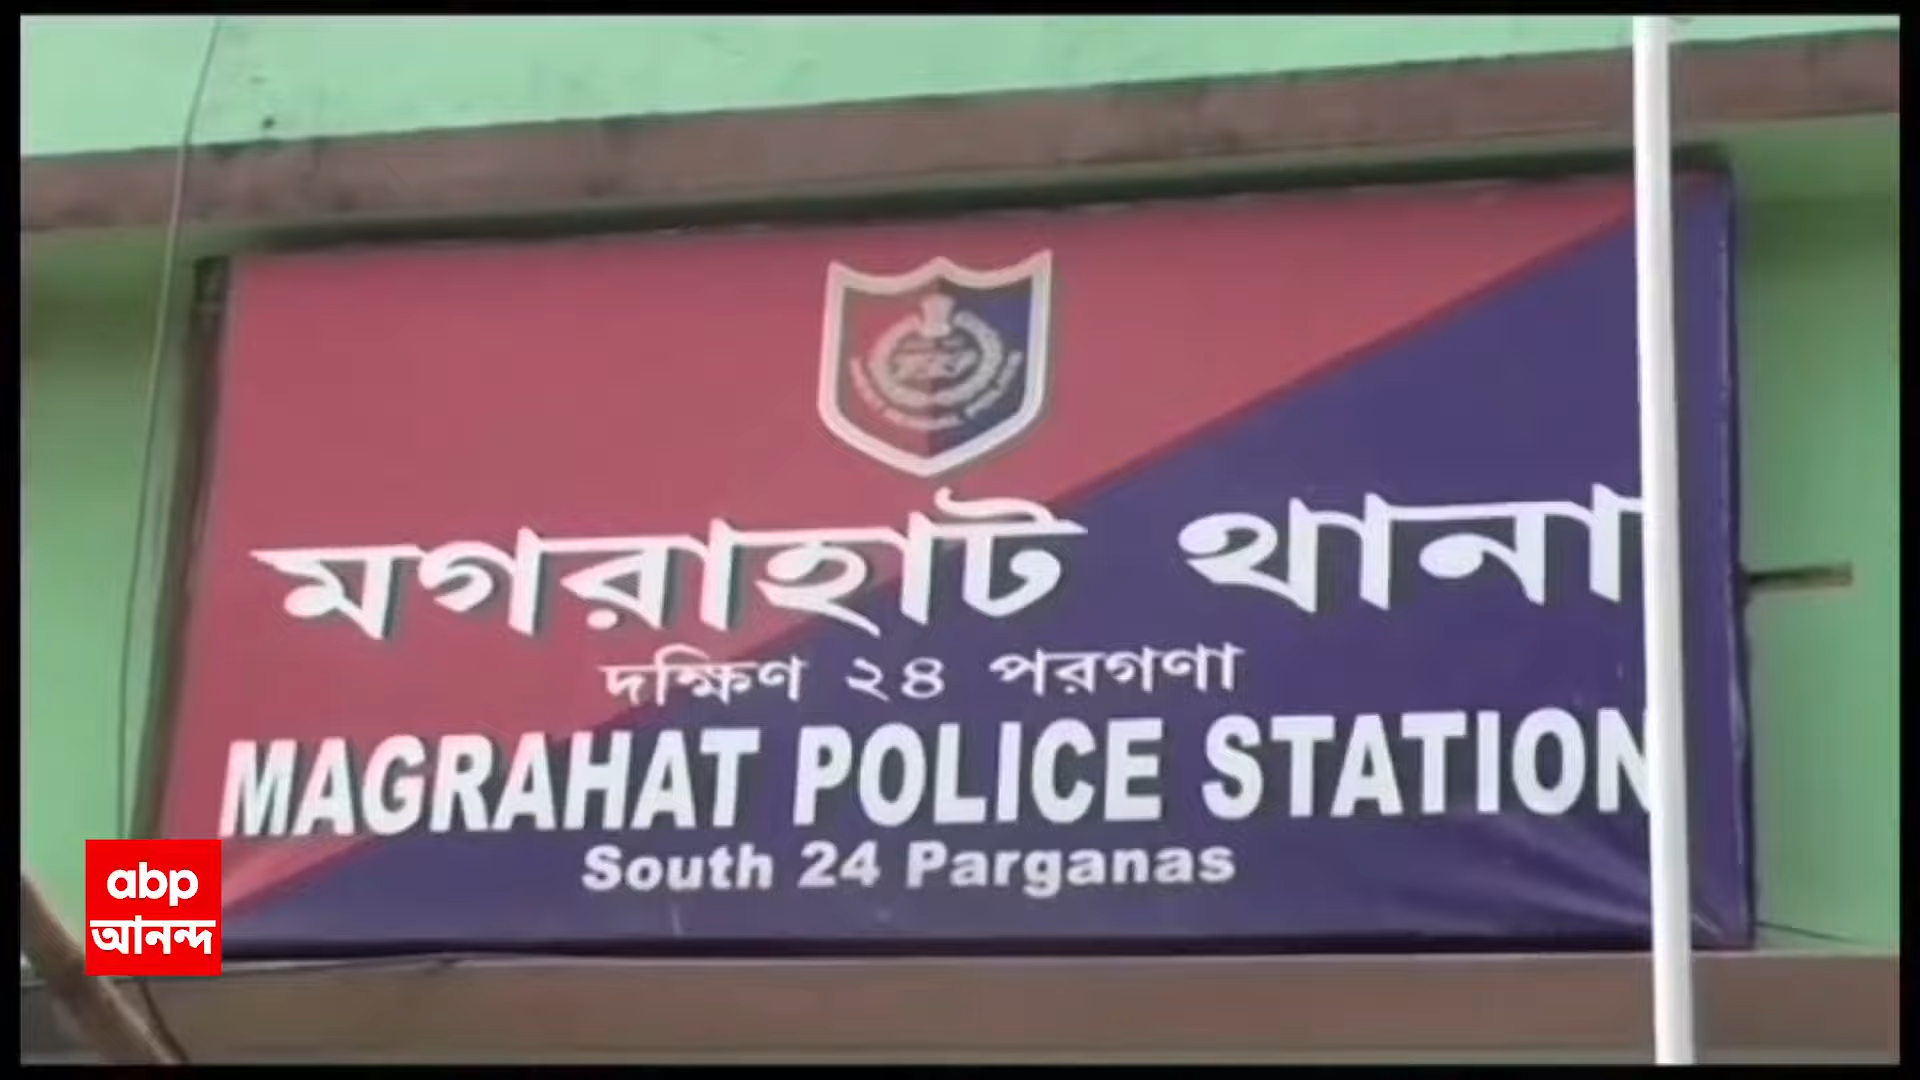 মগরাহাট থানা
দক্ষিণ ২৪ পরগণা
MAGRAHAT POLICE STATION
South 24 Parganas
abp
আনন্দ